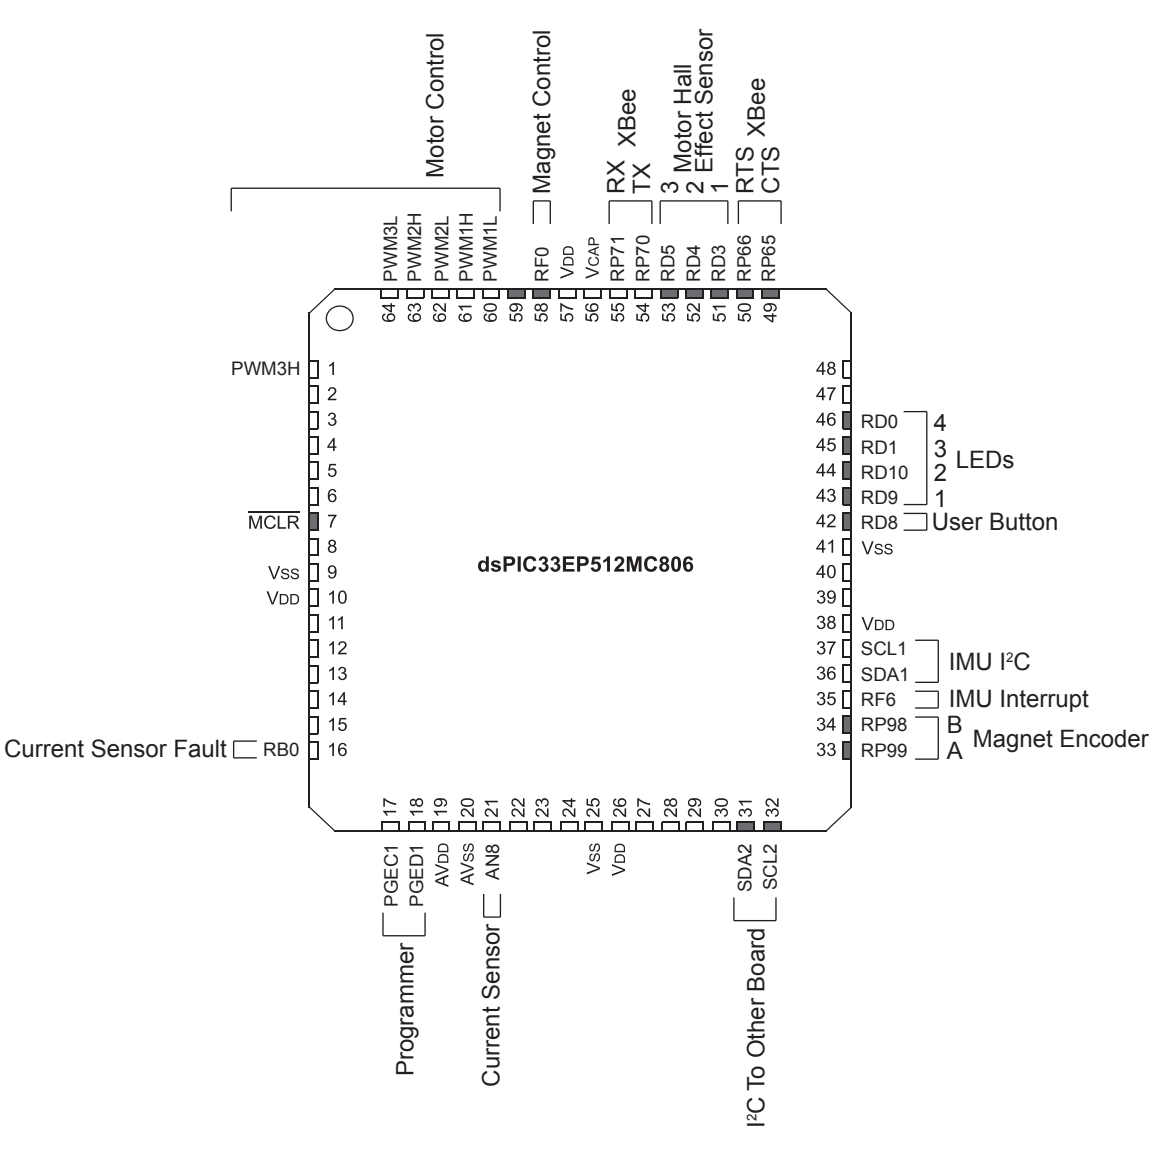 Motor Control
Magnet Control
RX XBee
TX
3 Motor Hall
2 Effect Sensor
1
RTS XBee
CTS
PWM3L
PWM2H
PWM2L
PWM1H
PWM1L
RF0
VDD
VCAP
RP71
RP70
RD5
RD4
RD3
RP66
RP65
64 63 62 61 60 59 58 57 56 55 54 53 52 51 50 49
PWM3H 1
2
3
4
5
6
MCLR 7
8
VSS 9
VDD 10
11
12
13
14
15
Current Sensor Fault RB0 16
dsPIC33EP512MC806
48
47
46 RD0 4
45 RD1 3
LEDs
44 RD10 2
43 RD9 1
42 RD8 User Button
41 VSS
40
39
38 VDD
37 SCL1
IMU I²C
36 SDA1
35 RF6 IMU Interrupt
34 RP98 B
Magnet Encoder
33 RP99 A
17 18 19 20 21 22 23 24 25 26 27 28 29 30 31 32
PGEC1
PGED1
AVDD
AVSS
AN8
VSS
VDD
SDA2
SCL2
Programmer
Current Sensor
I²C To Other Board